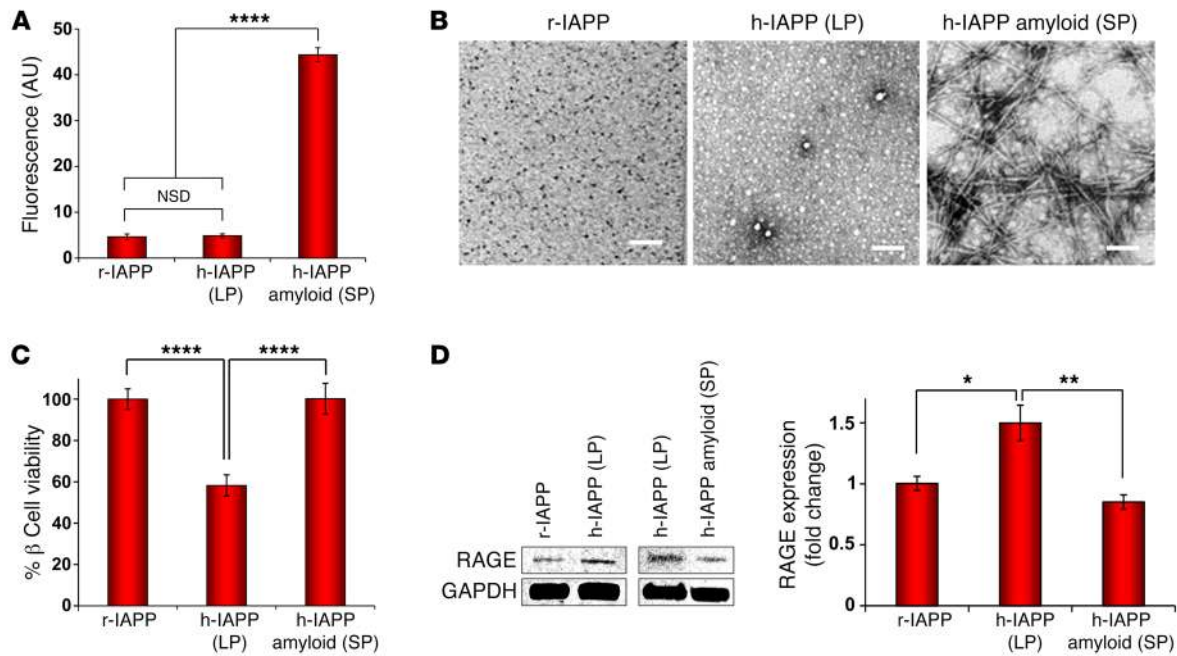 A
Fluorescence (AU)
50
40
30
20
10
0
****
NSD
r-IAPP
h-IAPP
(LP)
h-IAPP
amyloid (SP)
B
r-IAPP
h-IAPP (LP)
h-IAPP amyloid (SP)
C
% β Cell viability
100
80
60
40
20
0
****
****
r-IAPP
h-IAPP
(LP)
h-IAPP
amyloid (SP)
D
r-IAPP
h-IAPP (LP)
h-IAPP (LP)
h-IAPP amyloid (SP)
RAGE
GAPDH
RAGE expression
(fold change)
1.5
1
0.5
0
*
**
r-IAPP
h-IAPP
(LP)
h-IAPP
amyloid (SP)